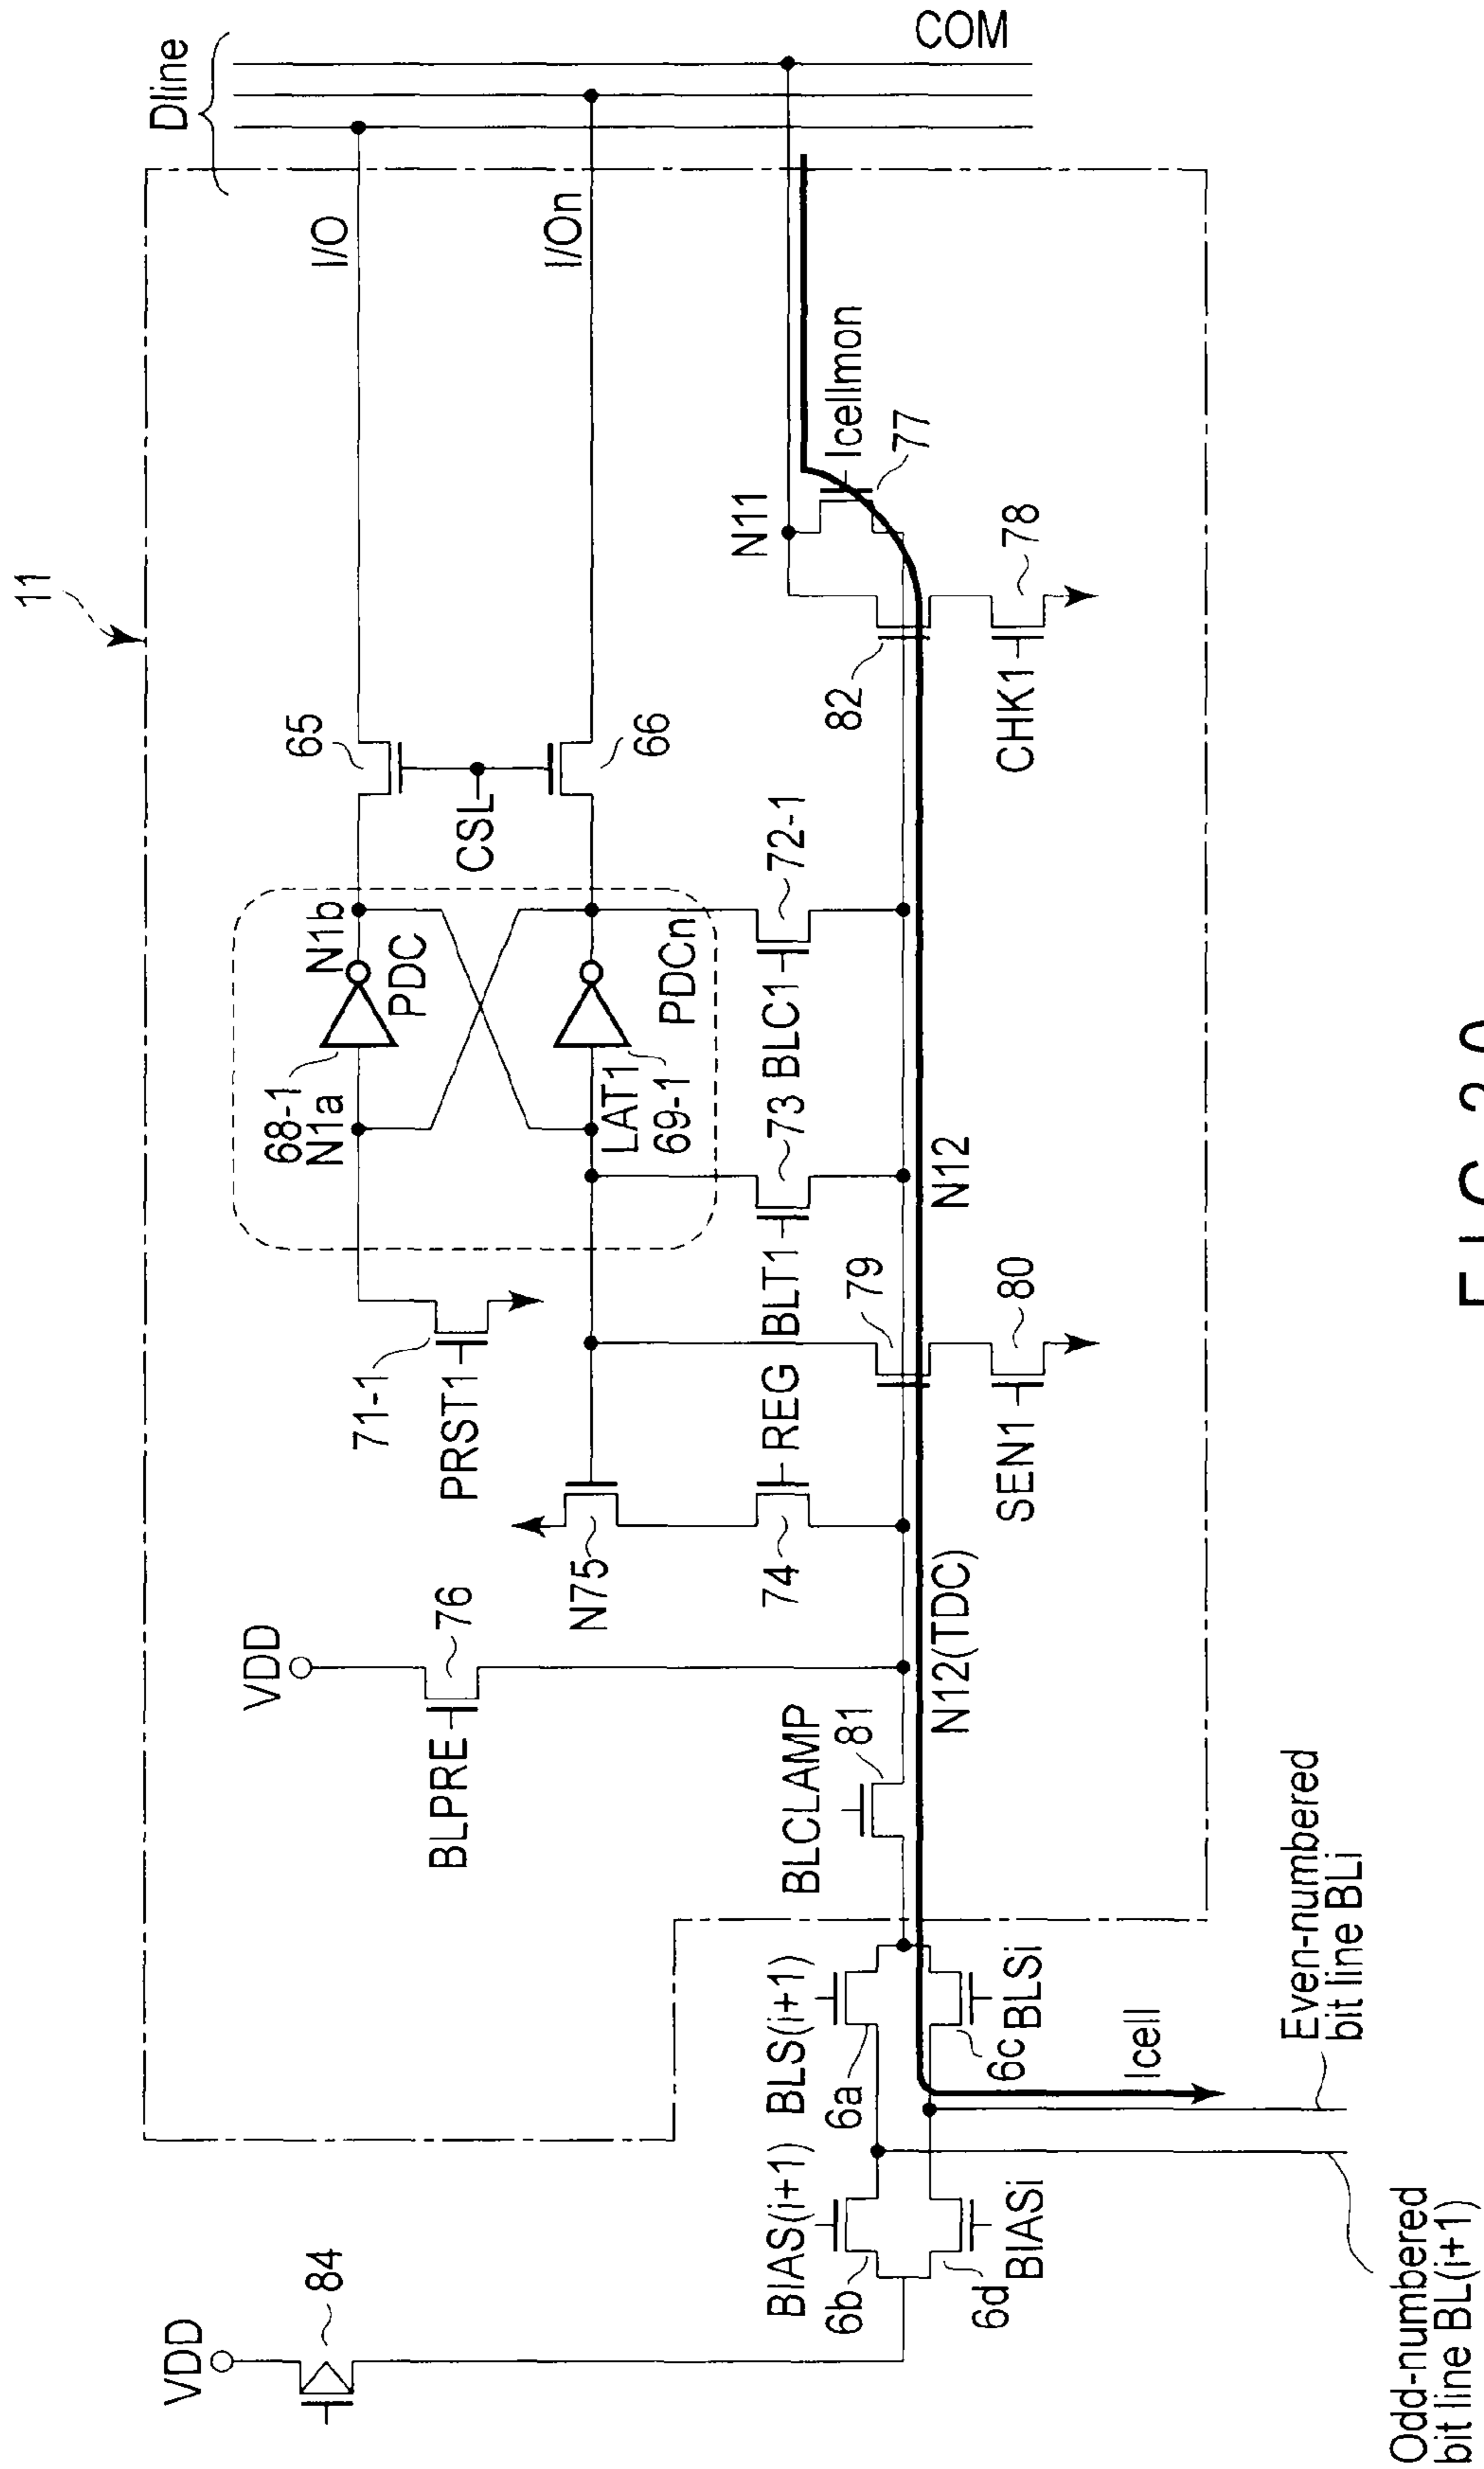 Dline
COM
11
I/O
I/On
65
66
CSL
N11
Icellmon
77
82
CHK1
78
68-1
N1a
N1b
PDC
LAT1
69-1
PDCn
72-1
BLC1
73
BLT1
REG
71-1
PRST1
79
SEN1
80
N12
N75
74
VDD
76
BLPRE
N12(TDC)
BLCLAMP
81
BLS(i+1)
6a
6c
BLSi
BIAS(i+1)
6b
6d
BIASi
Icell
VDD
84
Even-numbered
bit line BLi
Odd-numbered
bit line BL(i+1)